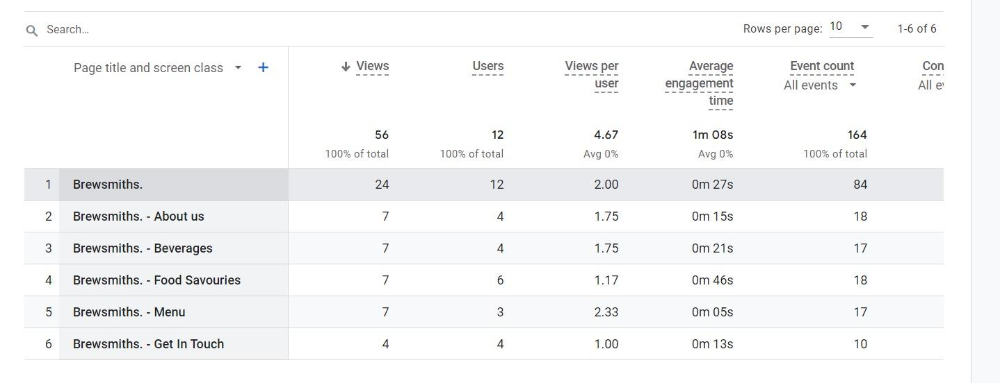 Search…
Rows per page: 10 1-6 of 6
Page title and screen class + Views Users Views per user Average engagement time Event count All events Con All ev
56 12 4.67 1m 08s 164
100% of total 100% of total Avg 0% Avg 0% 100% of total
1 Brewsmiths. 24 12 2.00 0m 27s 84
2 Brewsmiths. - About us 7 4 1.75 0m 15s 18
3 Brewsmiths. - Beverages 7 4 1.75 0m 21s 17
4 Brewsmiths. - Food Savouries 7 6 1.17 0m 46s 18
5 Brewsmiths. - Menu 7 3 2.33 0m 05s 17
6 Brewsmiths. - Get In Touch 4 4 1.00 0m 13s 10